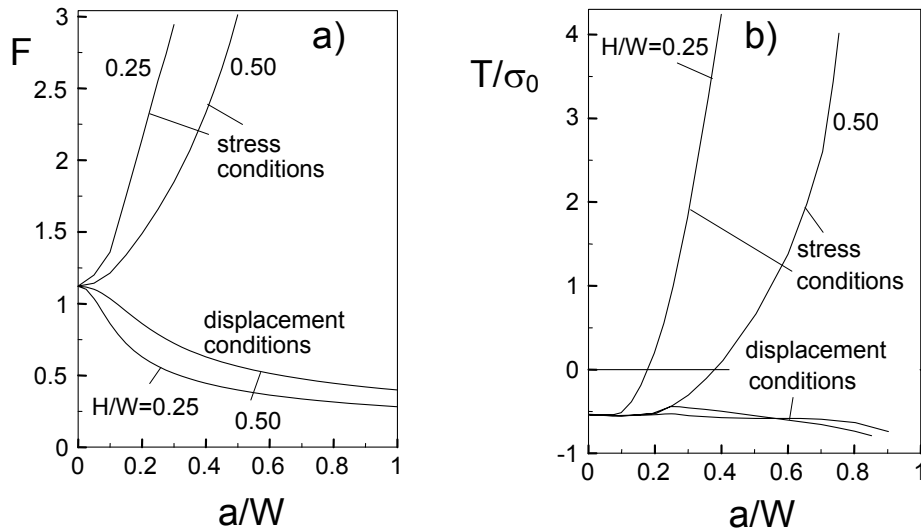 a)
F
3
2.5
2
1.5
1
0.5
0
0.25
0.50
stress
conditions
displacement
conditions
H/W=0.25
0.50
0 0.2 0.4 0.6 0.8 1
a/W
b)
T/σ0
4
3
2
1
0
-1
H/W=0.25
0.50
stress
conditions
displacement
conditions
0 0.2 0.4 0.6 0.8 1
a/W